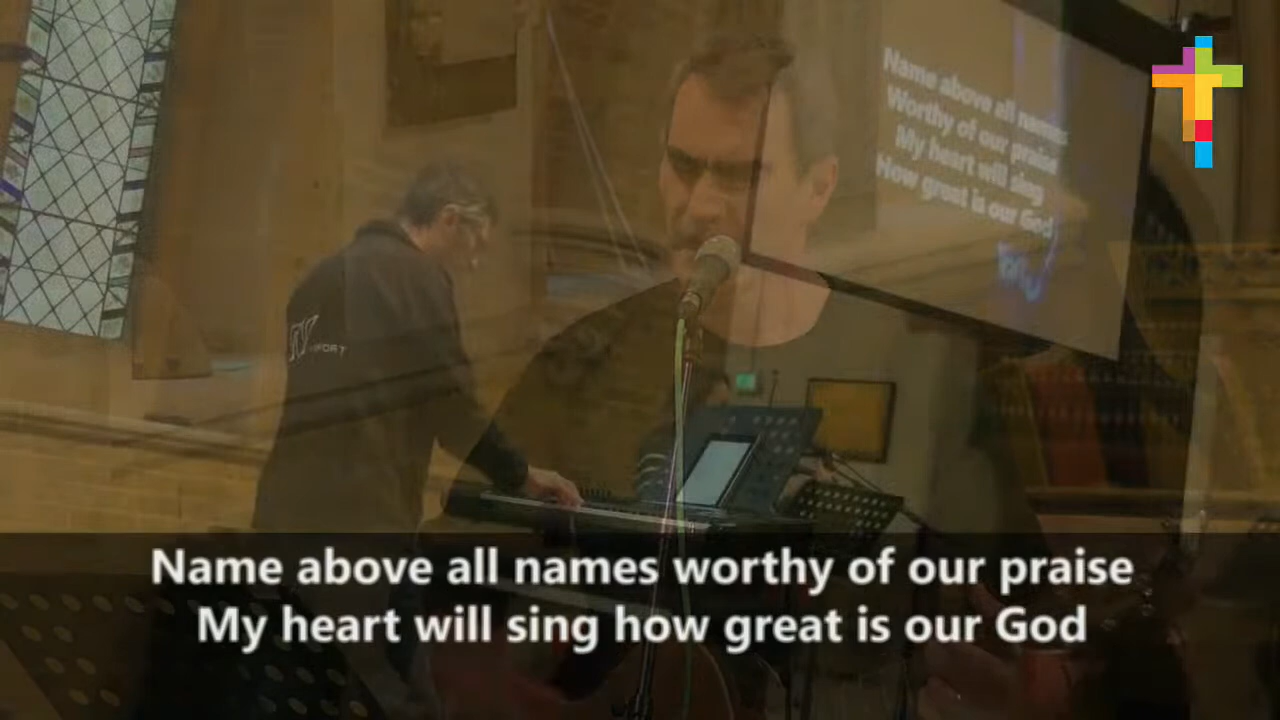 Name above all names
Worthy of our praise
My heart will sing
How great is our God
Name above all names worthy of our praise
My heart will sing how great is our God